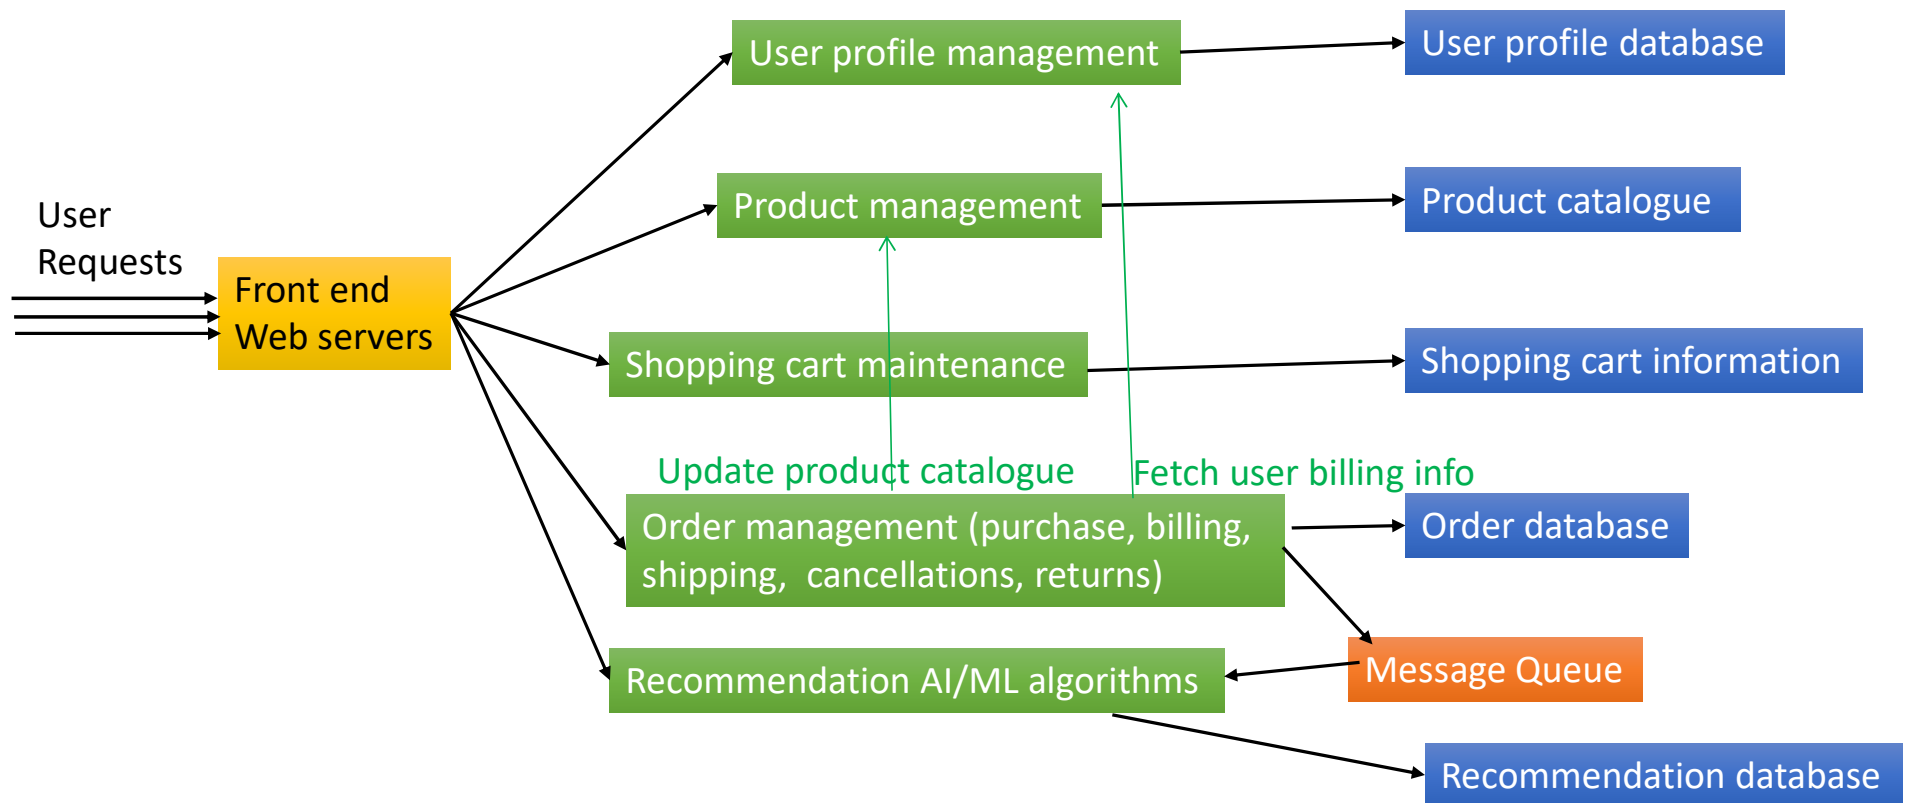 User profile management
User profile database
Product management
Product catalogue
User
Requests
Front end
Web servers
Shopping cart maintenance
Shopping cart information
Update product catalogue
Fetch user billing info
Order management (purchase, billing,
shipping,  cancellations, returns)
Order database
Recommendation AI/ML algorithms
Message Queue
Recommendation database